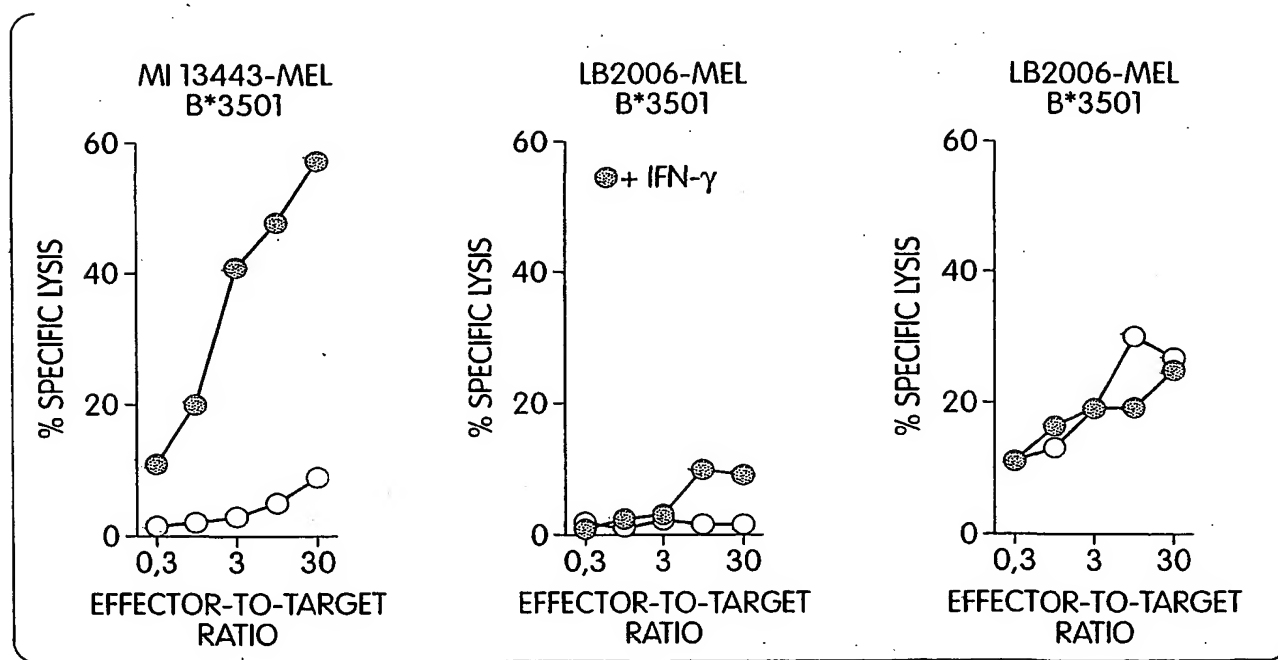 MI 13443-MEL
B*3501
60
40
20
0
% SPECIFIC LYSIS
0,3 3 30
EFFECTOR-TO-TARGET
RATIO
LB2006-MEL
B*3501
60
40
20
0
+ IFN-γ
% SPECIFIC LYSIS
0,3 3 30
EFFECTOR-TO-TARGET
RATIO
LB2006-MEL
B*3501
60
40
20
0
% SPECIFIC LYSIS
0,3 3 30
EFFECTOR-TO-TARGET
RATIO